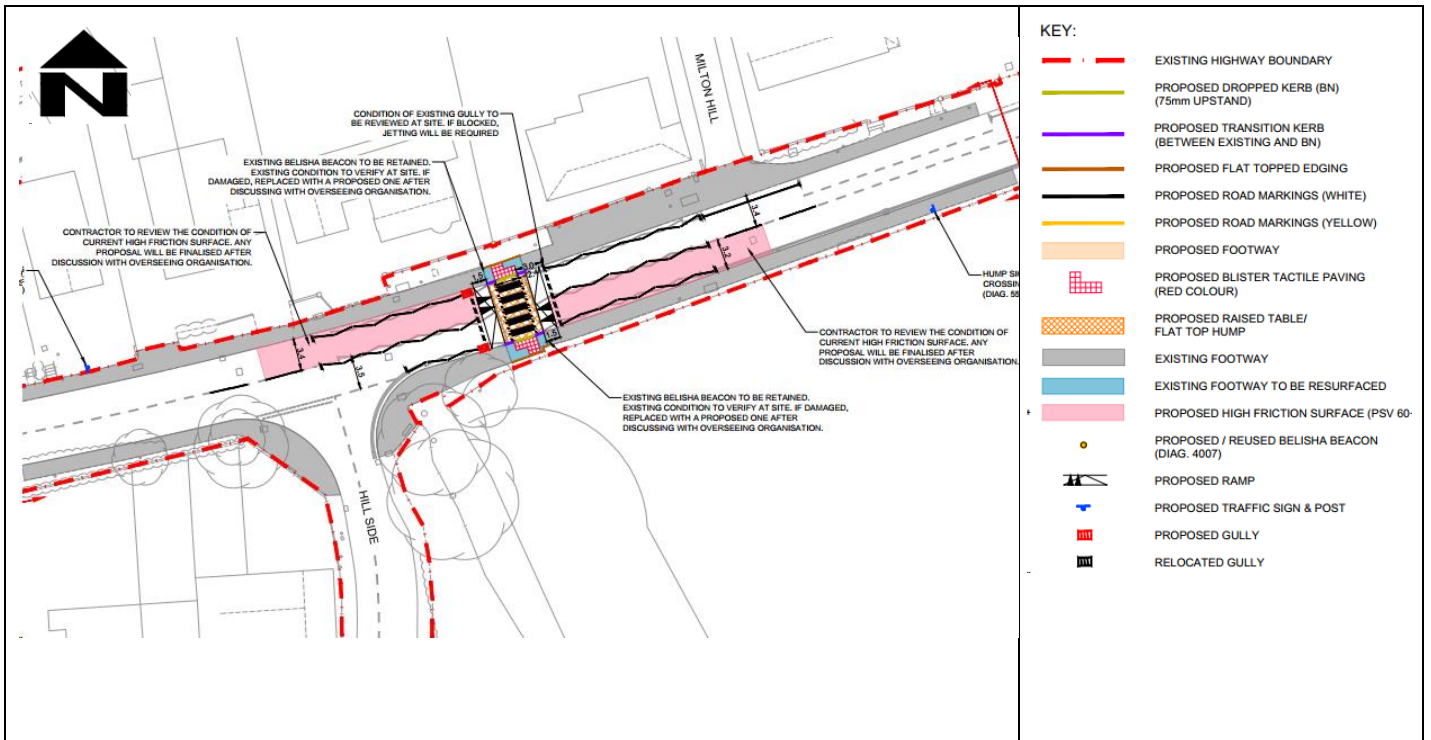 N
MILTON HILL
CONDITION OF EXISTING GULLY TO
BE REVIEWED AT SITE. IF BLOCKED,
JETTING WILL BE REQUIRED
EXISTING BELISHA BEACON TO BE RETAINED.
EXISTING CONDITION TO VERIFY AT SITE. IF
DAMAGED, REPLACED WITH A PROPOSED ONE AFTER
DISCUSSING WITH OVERSEEING ORGANISATION.
CONTRACTOR TO REVIEW THE CONDITION OF
CURRENT HIGH FRICTION SURFACE. ANY
PROPOSAL WILL BE FINALISED AFTER
DISCUSSION WITH OVERSEEING ORGANISATION.
3.4
3.2
1.5
3.4
3.5
1.5
HUMP SI
CROSSIN
(DIAG. 55
CONTRACTOR TO REVIEW THE CONDITION OF
CURRENT HIGH FRICTION SURFACE. ANY
PROPOSAL WILL BE FINALISED AFTER
DISCUSSION WITH OVERSEEING ORGANISATION.
EXISTING BELISHA BEACON TO BE RETAINED.
EXISTING CONDITION TO VERIFY AT SITE. IF DAMAGED,
REPLACED WITH A PROPOSED ONE AFTER
DISCUSSING WITH OVERSEEING ORGANISATION.
HILL SIDE
KEY:
EXISTING HIGHWAY BOUNDARY
PROPOSED DROPPED KERB (BN)
(75mm UPSTAND)
PROPOSED TRANSITION KERB
(BETWEEN EXISTING AND BN)
PROPOSED FLAT TOPPED EDGING
PROPOSED ROAD MARKINGS (WHITE)
PROPOSED ROAD MARKINGS (YELLOW)
PROPOSED FOOTWAY
PROPOSED BLISTER TACTILE PAVING
(RED COLOUR)
PROPOSED RAISED TABLE/
FLAT TOP HUMP
EXISTING FOOTWAY
EXISTING FOOTWAY TO BE RESURFACED
PROPOSED HIGH FRICTION SURFACE (PSV 60-
PROPOSED / REUSED BELISHA BEACON
(DIAG. 4007)
PROPOSED RAMP
PROPOSED TRAFFIC SIGN & POST
PROPOSED GULLY
RELOCATED GULLY